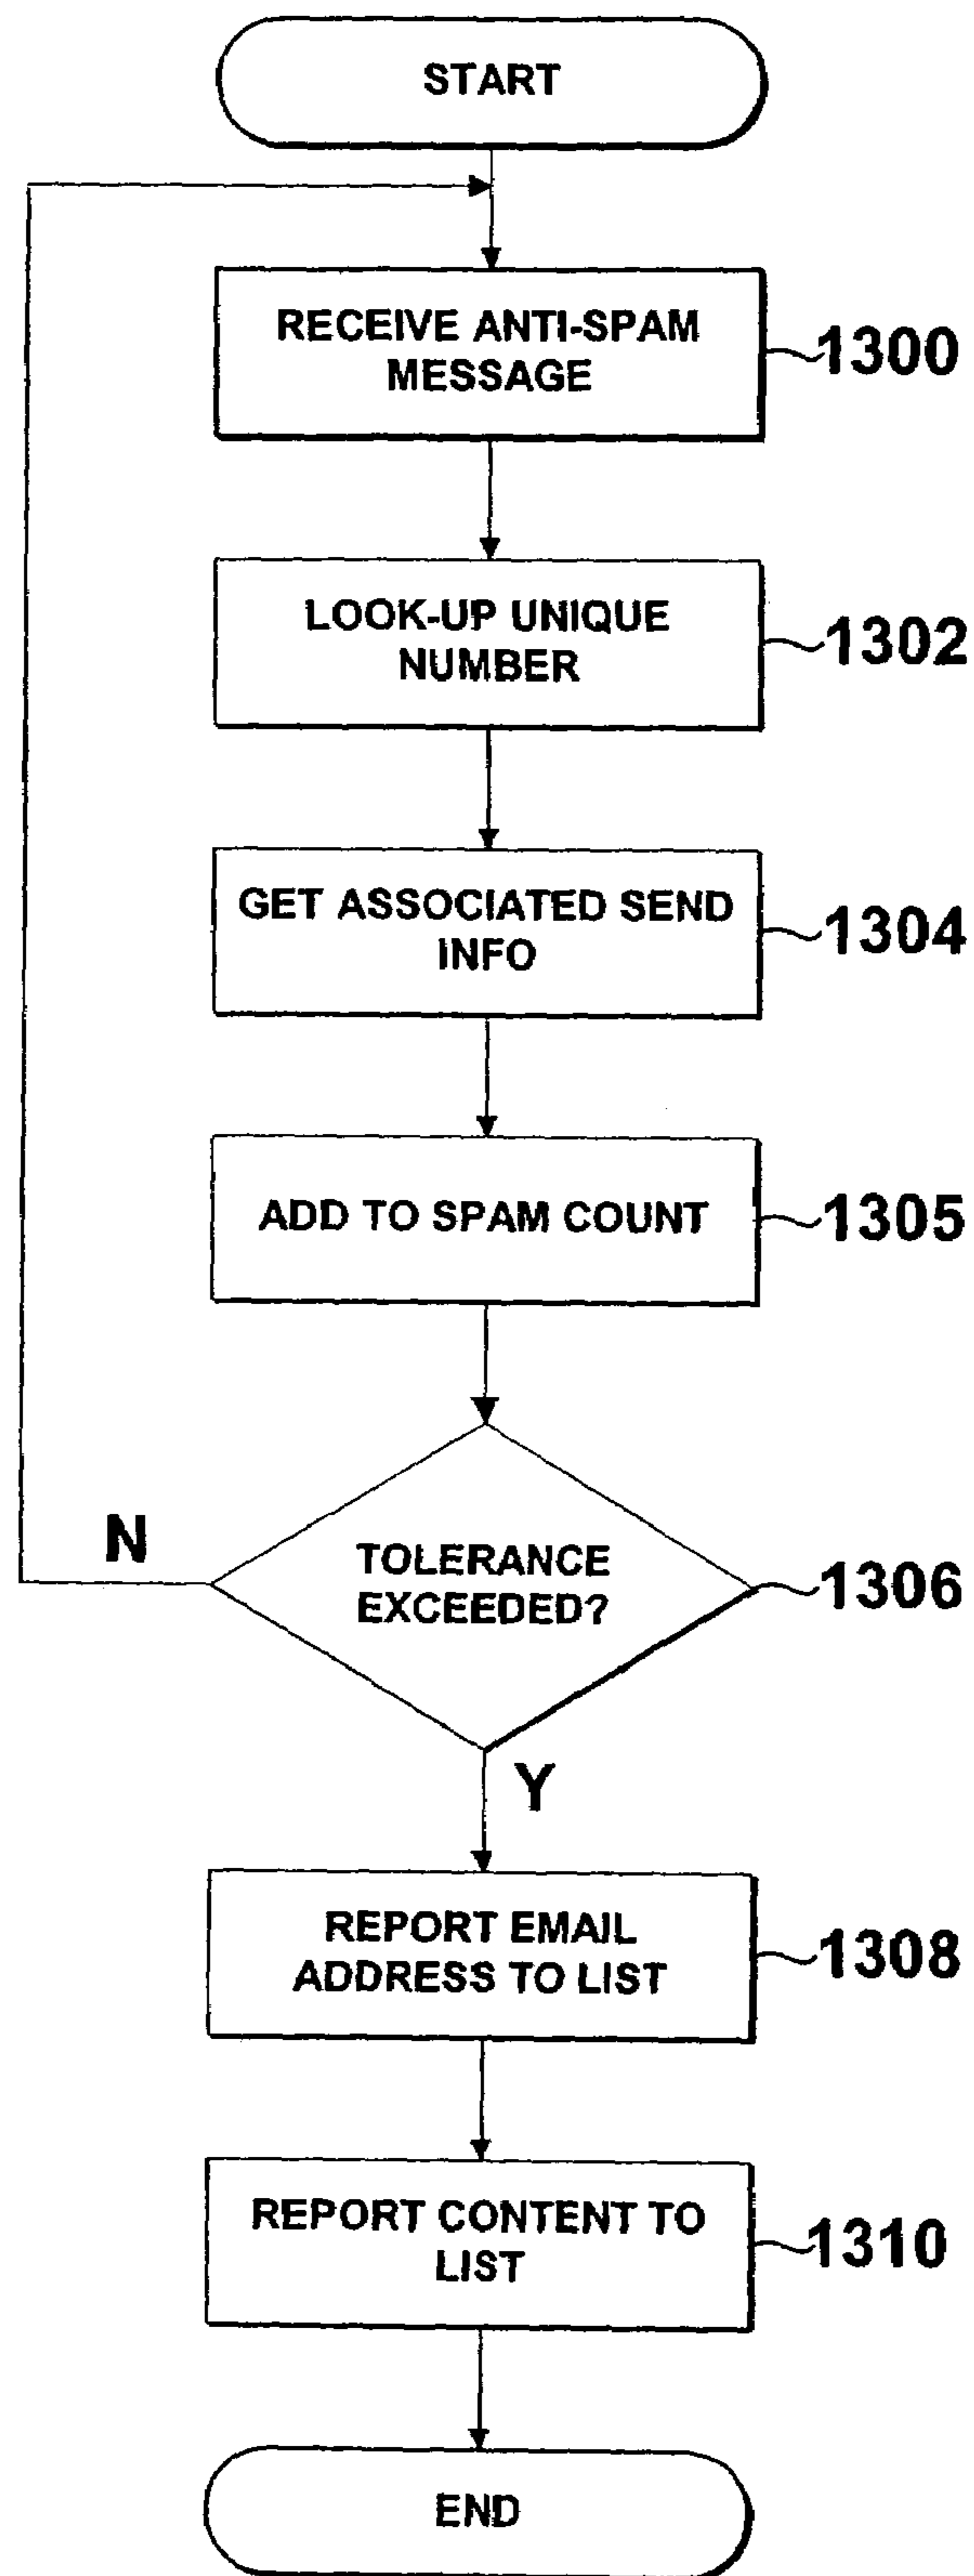 START
RECEIVE ANTI-SPAM
MESSAGE
1300
LOOK-UP UNIQUE
NUMBER
1302
GET ASSOCIATED SEND
INFO
1304
ADD TO SPAM COUNT
1305
N
TOLERANCE
EXCEEDED?
1306
Y
REPORT EMAIL
ADDRESS TO LIST
1308
REPORT CONTENT TO
LIST
1310
END